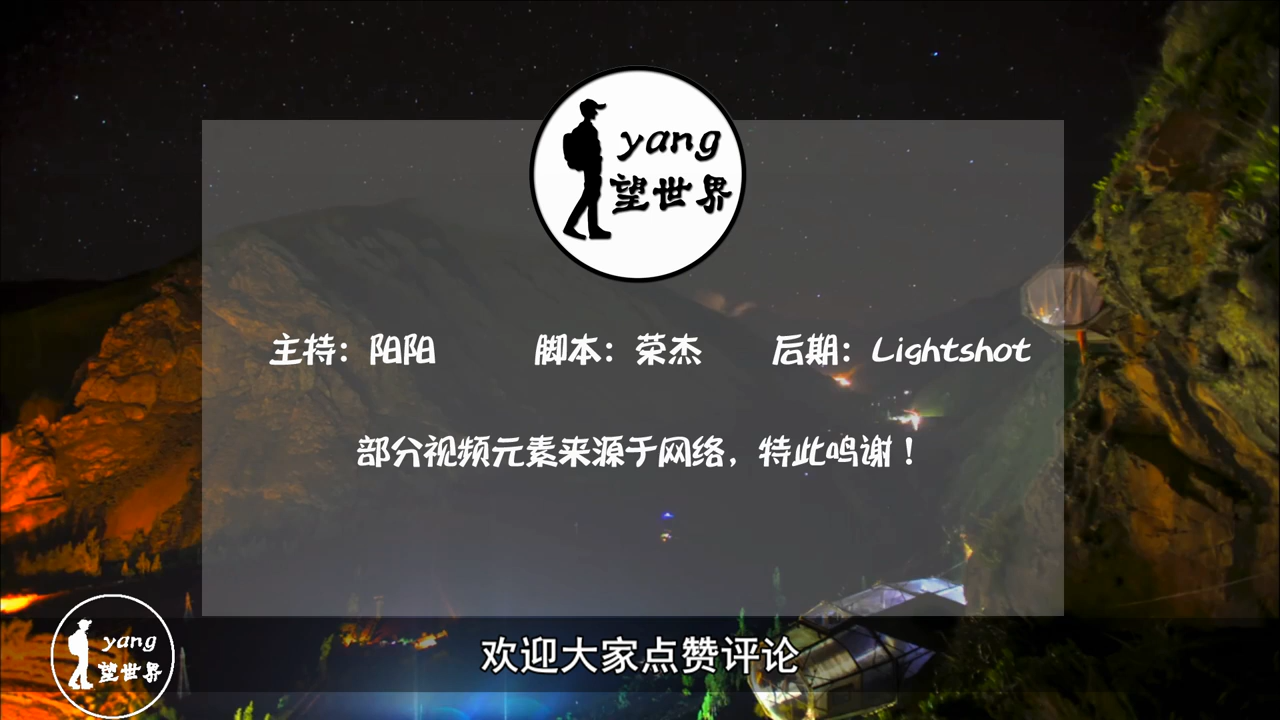 yang
望世界
主持：阳阳 脚本：荣杰 后期：Lightshot
部分视频元素来源于网络，特此鸣谢！
欢迎大家点赞评论
yang
望世界